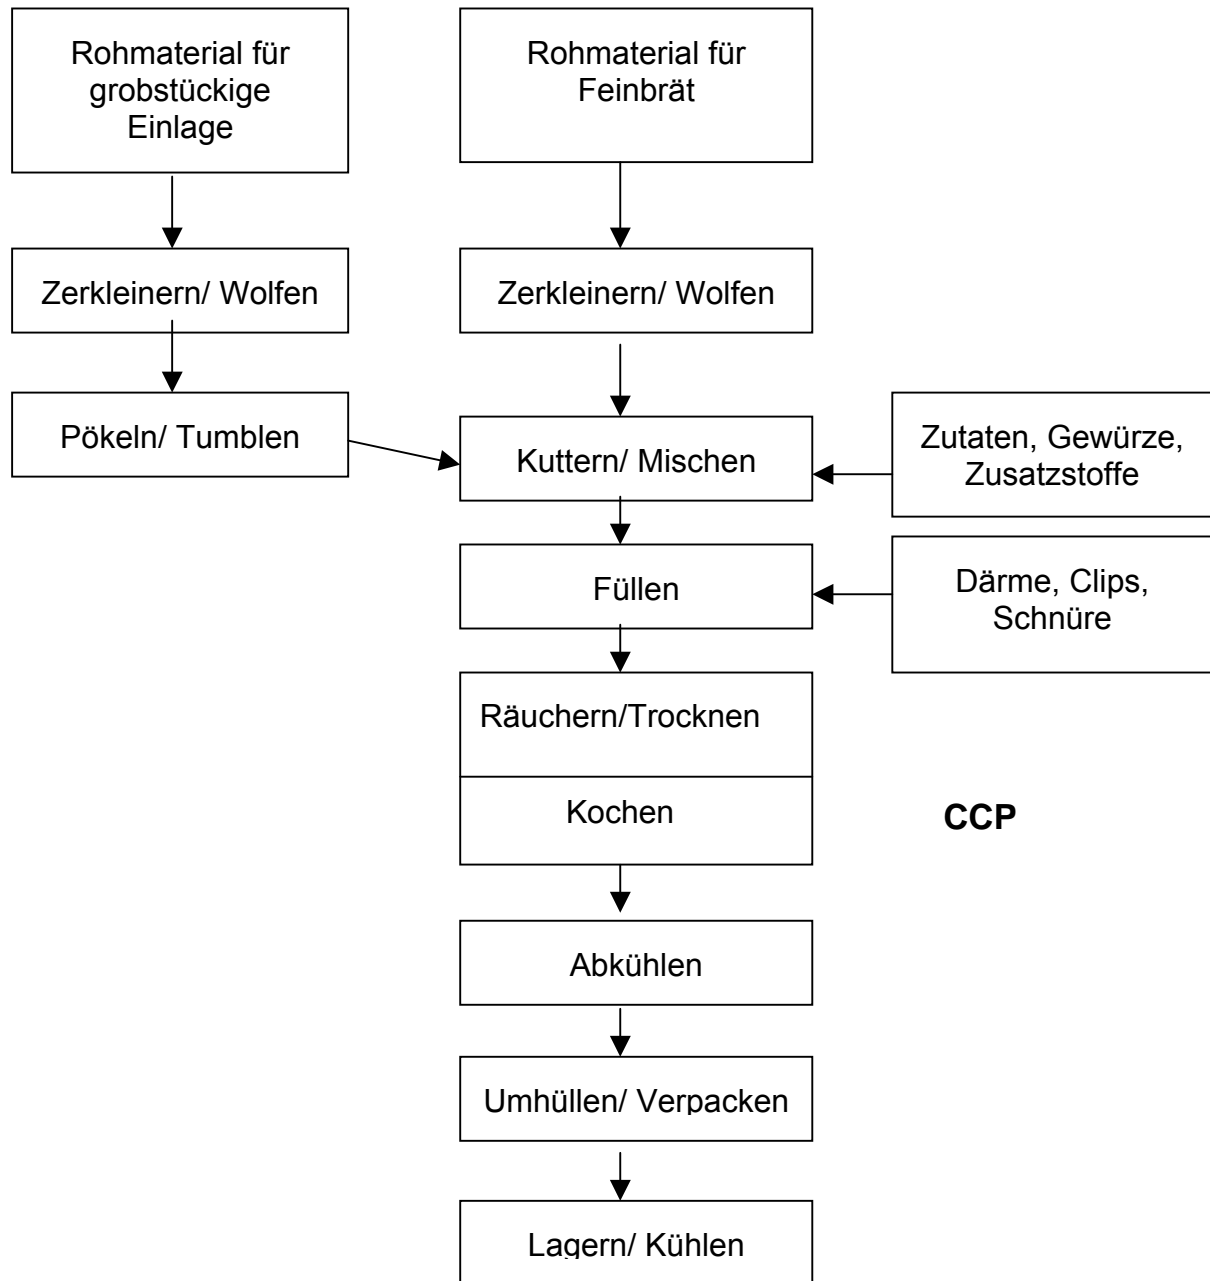 Rohmaterial für
grobstückige
Einlage
Rohmaterial für
Feinbrät
Zerkleinern/ Wolfen
Zerkleinern/ Wolfen
Pökeln/ Tumblen
Kuttern/ Mischen
Zutaten, Gewürze,
Zusatzstoffe
Füllen
Därme, Clips,
Schnüre
Räuchern/Trocknen
Kochen
CCP
Abkühlen
Umhüllen/ Verpacken
Lagern/ Kühlen